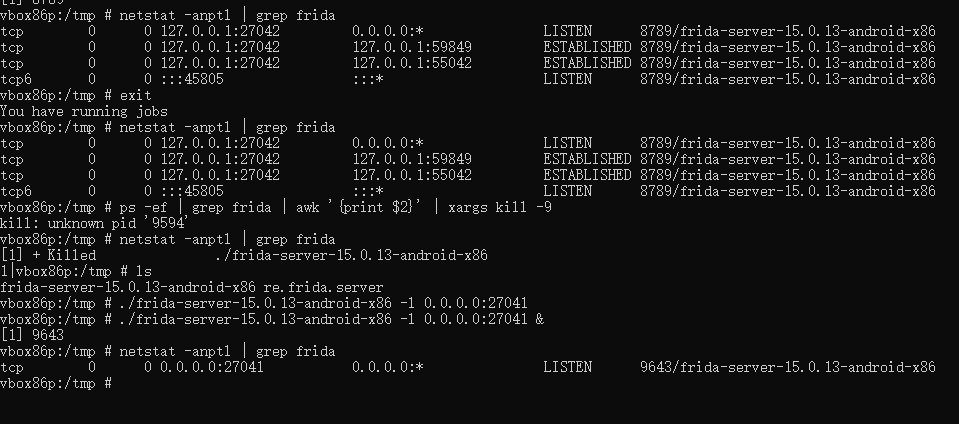 [1] 8789
vbox86p:/tmp # netstat -anptl | grep frida
tcp 0 0 127.0.0.1:27042 0.0.0.0:* LISTEN 8789/frida-server-15.0.13-android-x86
tcp 0 0 127.0.0.1:27042 127.0.0.1:59849 ESTABLISHED 8789/frida-server-15.0.13-android-x86
tcp 0 0 127.0.0.1:27042 127.0.0.1:55042 ESTABLISHED 8789/frida-server-15.0.13-android-x86
tcp6 0 0 :::45805 :::* LISTEN 8789/frida-server-15.0.13-android-x86
vbox86p:/tmp # exit
You have running jobs
vbox86p:/tmp # netstat -anptl | grep frida
tcp 0 0 127.0.0.1:27042 0.0.0.0:* LISTEN 8789/frida-server-15.0.13-android-x86
tcp 0 0 127.0.0.1:27042 127.0.0.1:59849 ESTABLISHED 8789/frida-server-15.0.13-android-x86
tcp 0 0 127.0.0.1:27042 127.0.0.1:55042 ESTABLISHED 8789/frida-server-15.0.13-android-x86
tcp6 0 0 :::45805 :::* LISTEN 8789/frida-server-15.0.13-android-x86
vbox86p:/tmp # ps -ef | grep frida | awk '{print $2}' | xargs kill -9
kill: unknown pid '9594'
vbox86p:/tmp # netstat -anptl | grep frida
[1] + Killed ./frida-server-15.0.13-android-x86
1|vbox86p:/tmp # ls
frida-server-15.0.13-android-x86 re.frida.server
vbox86p:/tmp # ./frida-server-15.0.13-android-x86 -l 0.0.0.0:27041
vbox86p:/tmp # ./frida-server-15.0.13-android-x86 -l 0.0.0.0:27041 &
[1] 9643
vbox86p:/tmp # netstat -anptl | grep frida
tcp 0 0 0.0.0.0:27041 0.0.0.0:* LISTEN 9643/frida-server-15.0.13-android-x86
vbox86p:/tmp #